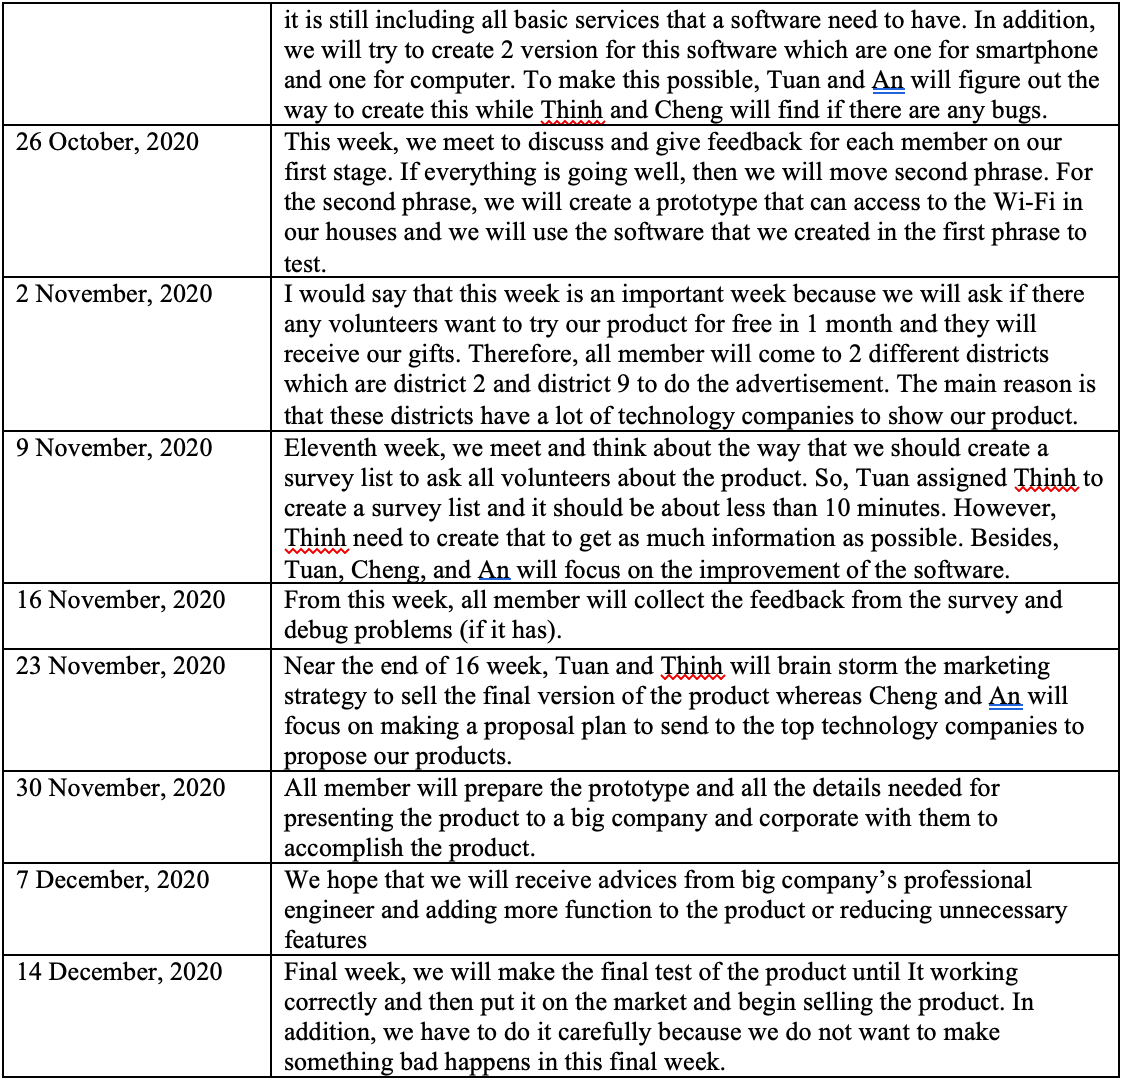 it is still including all basic services that a software need to have. In addition,
we will try to create 2 version for this software which are one for smartphone
and one for computer. To make this possible, Tuan and An will figure out the
way to create this while Thinh and Cheng will find if there are any bugs.
26 October, 2020
This week, we meet to discuss and give feedback for each member on our
first stage. If everything is going well, then we will move second phrase. For
the second phrase, we will create a prototype that can access to the Wi-Fi in
our houses and we will use the software that we created in the first phrase to
test.
2 November, 2020
I would say that this week is an important week because we will ask if there
any volunteers want to try our product for free in 1 month and they will
receive our gifts. Therefore, all member will come to 2 different districts
which are district 2 and district 9 to do the advertisement. The main reason is
that these districts have a lot of technology companies to show our product.
9 November, 2020
Eleventh week, we meet and think about the way that we should create a
survey list to ask all volunteers about the product. So, Tuan assigned Thinh to
create a survey list and it should be about less than 10 minutes. However,
Thinh need to create that to get as much information as possible. Besides,
Tuan, Cheng, and An will focus on the improvement of the software.
16 November, 2020
From this week, all member will collect the feedback from the survey and
debug problems (if it has).
23 November, 2020
Near the end of 16 week, Tuan and Thinh will brain storm the marketing
strategy to sell the final version of the product whereas Cheng and An will
focus on making a proposal plan to send to the top technology companies to
propose our products.
30 November, 2020
All member will prepare the prototype and all the details needed for
presenting the product to a big company and corporate with them to
accomplish the product.
7 December, 2020
We hope that we will receive advices from big company’s professional
engineer and adding more function to the product or reducing unnecessary
features
14 December, 2020
Final week, we will make the final test of the product until It working
correctly and then put it on the market and begin selling the product. In
addition, we have to do it carefully because we do not want to make
something bad happens in this final week.